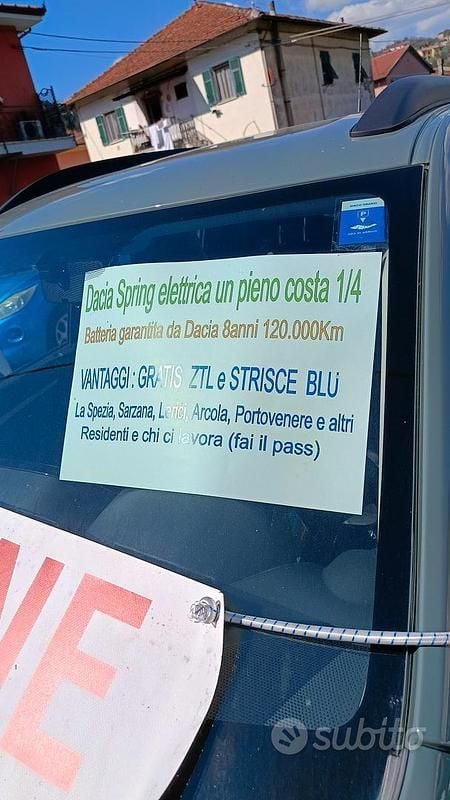 Dacia Spring elettrica un pieno costa 1/4
Batteria garantita da Dacia 8anni 120.000Km
VANTAGGI : GRATIS ZTL e STRISCE BLU
La Spezia, Sarzana, Lerici, Arcola, Portovenere e altri
Residenti e chi ci lavora (fai il pass)
NE
subito